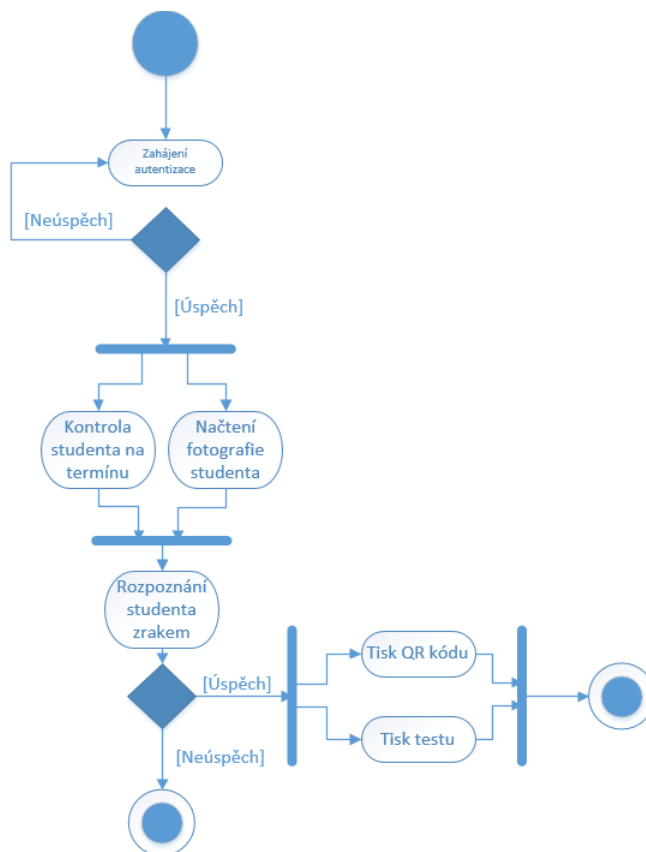 Zahájení
autentizace
[Neúspěch]
[Úspěch]
Kontrola
studenta na
termínu
Načtení
fotografie
studenta
Rozpoznání
studenta
zrakem
[Úspěch]
Tisk QR kódu
Tisk testu
[Neúspěch]